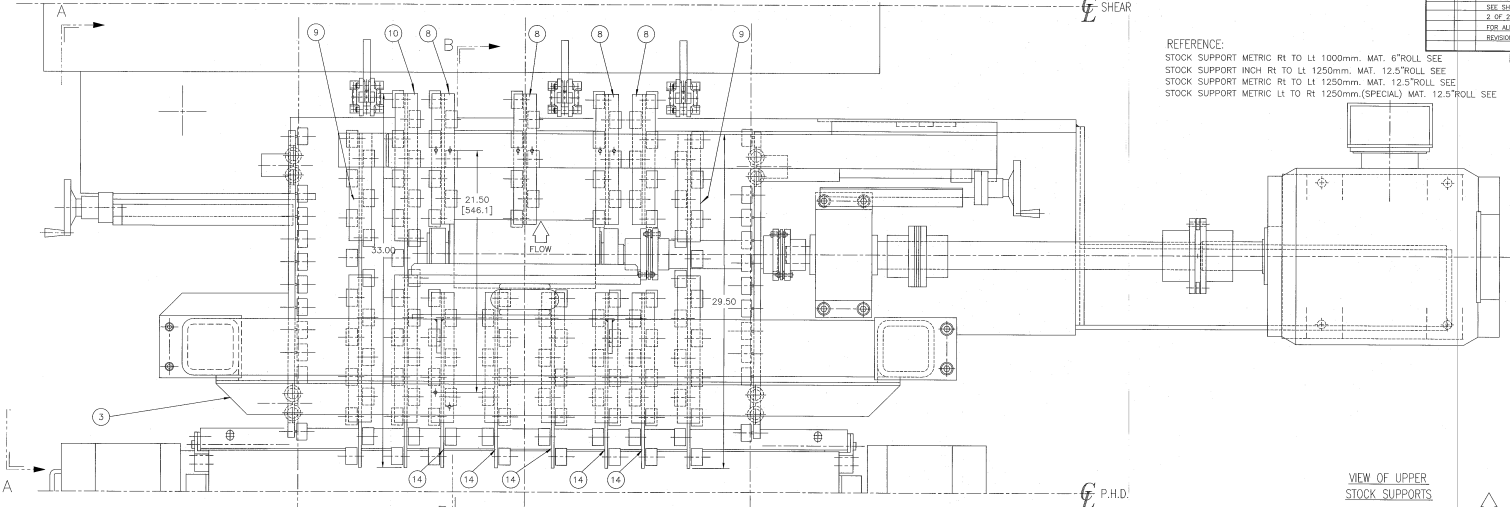 A
9
10
8
B
8
8
8
9
℄ SHEAR
SEE SH
2 OF 2
FOR AL
REVISION
REFERENCE:
STOCK SUPPORT METRIC Rt TO Lt 1000mm. MAT. 6"ROLL SEE
STOCK SUPPORT INCH Rt TO Lt 1250mm. MAT. 12.5"ROLL SEE
STOCK SUPPORT METRIC Rt TO Lt 1250mm. MAT. 12.5"ROLL SEE
STOCK SUPPORT METRIC Lt TO Rt 1250mm.(SPECIAL) MAT. 12.5"ROLL SEE
21.50
[546.1]
33.00
FLOW
29.50
3
14
14
14
14
14
A
℄ P.H.D.
VIEW OF UPPER
STOCK SUPPORTS